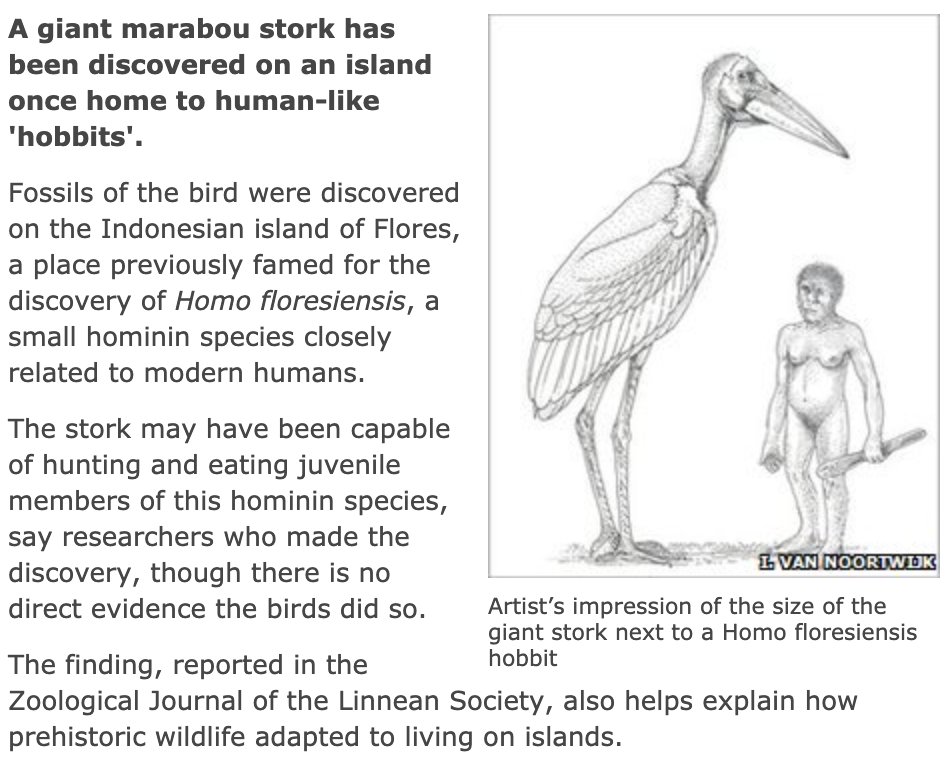 A giant marabou stork has
been discovered on an island
once home to human-like
'hobbits'.
Fossils of the bird were discovered
on the Indonesian island of Flores,
a place previously famed for the
discovery of Homo floresiensis, a
small hominin species closely
related to modern humans.
The stork may have been capable
of hunting and eating juvenile
members of this hominin species,
say researchers who made the
discovery, though there is no
direct evidence the birds did so.
The finding, reported in the
Zoological Journal of the Linnean Society, also helps explain how
prehistoric wildlife adapted to living on islands.
I. VAN NOORTWIJK
Artist’s impression of the size of the
giant stork next to a Homo floresiensis
hobbit